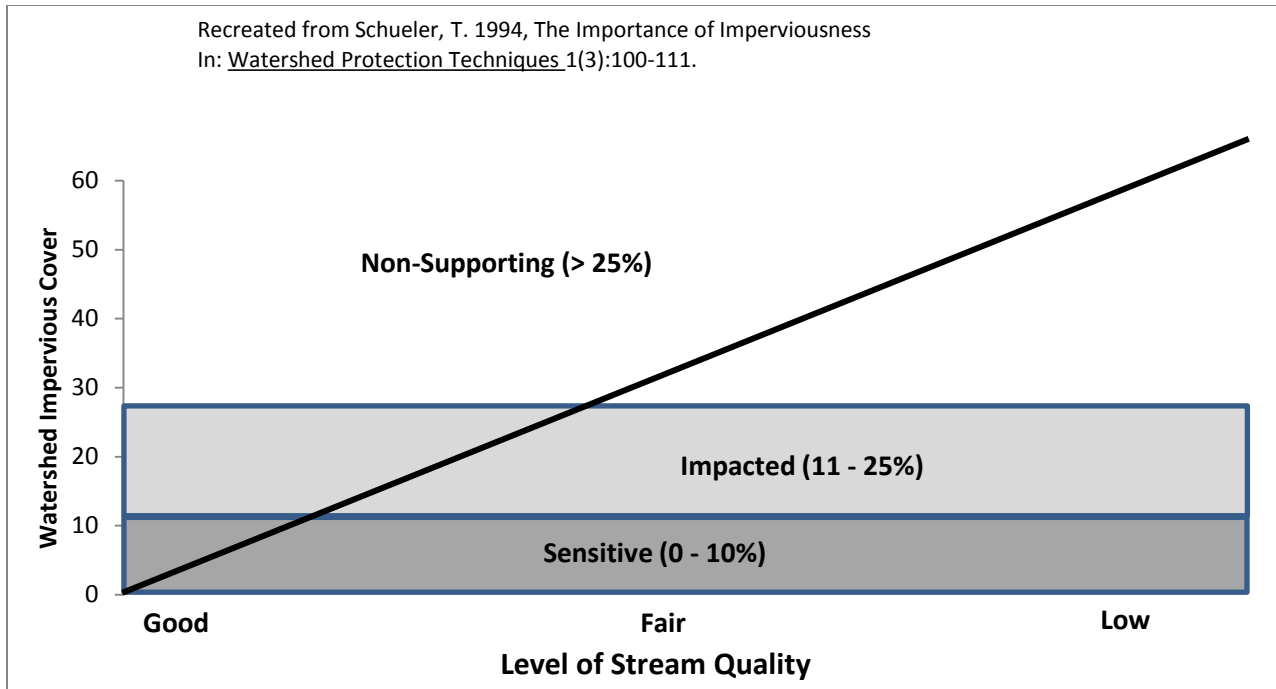 Recreated from Schueler, T. 1994, The Importance of Imperviousness
In: Watershed Protection Techniques 1(3):100-111.
Watershed Impervious Cover
60
50
40
30
20
10
0
Non-Supporting (> 25%)
Impacted (11 - 25%)
Sensitive (0 - 10%)
Good Fair Low
Level of Stream Quality